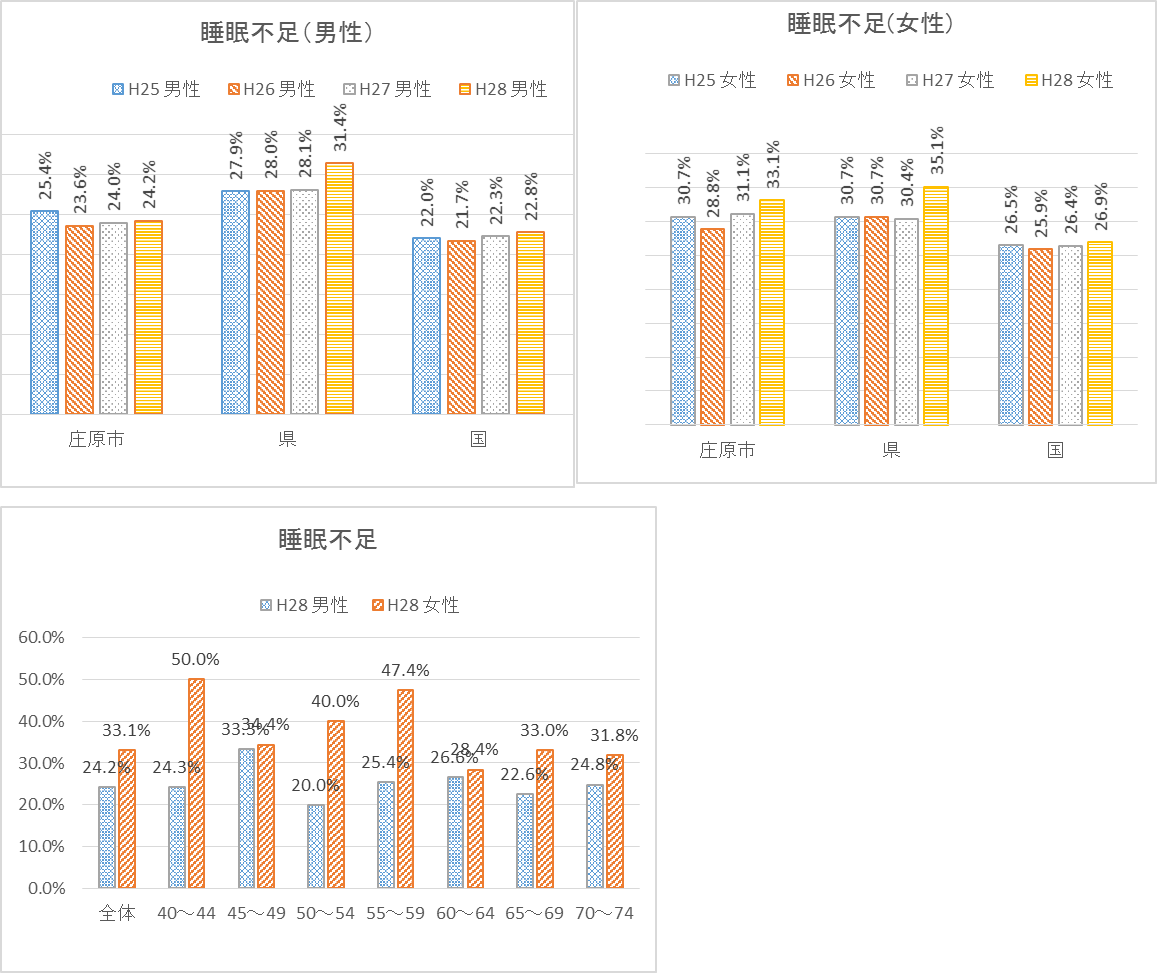 睡眠不足(男性)
H25 男性 H26 男性 H27 男性 H28 男性
25.4% 23.6% 24.0% 24.2% 27.9% 28.0% 28.1% 31.4% 22.0% 21.7% 22.3% 22.8%
庄原市 県 国
睡眠不足(女性)
H25 女性 H26 女性 H27 女性 H28 女性
30.7% 28.8% 31.1% 33.1% 30.7% 30.7% 30.4% 35.1% 26.5% 25.9% 26.4% 26.9%
庄原市 県 国
睡眠不足
H28 男性 H28 女性
60.0%
50.0%
40.0%
30.0%
20.0%
10.0%
0.0%
24.2% 24.3% 33.3% 20.0% 25.4% 26.6% 22.6% 24.8%
33.1% 50.0% 34.4% 40.0% 47.4% 28.4% 33.0% 31.8%
全体 40～44 45～49 50～54 55～59 60～64 65～69 70～74